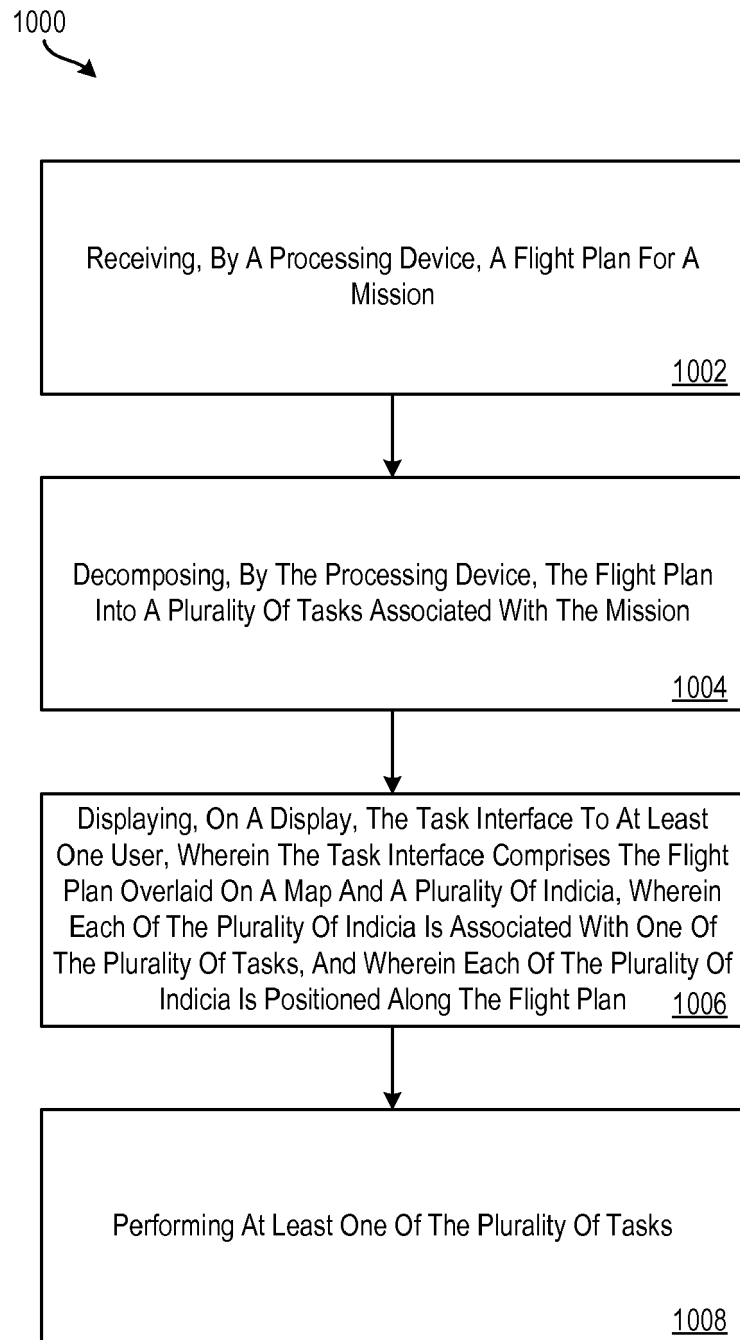 1000
Receiving, By A Processing Device, A Flight Plan For A
Mission
1002
Decomposing, By The Processing Device, The Flight Plan
Into A Plurality Of Tasks Associated With The Mission
1004
Displaying, On A Display, The Task Interface To At Least
One User, Wherein The Task Interface Comprises The Flight
Plan Overlaid On A Map And A Plurality Of Indicia, Wherein
Each Of The Plurality Of Indicia Is Associated With One Of
The Plurality Of Tasks, And Wherein Each Of The Plurality Of
Indicia Is Positioned Along The Flight Plan
1006
Performing At Least One Of The Plurality Of Tasks
1008